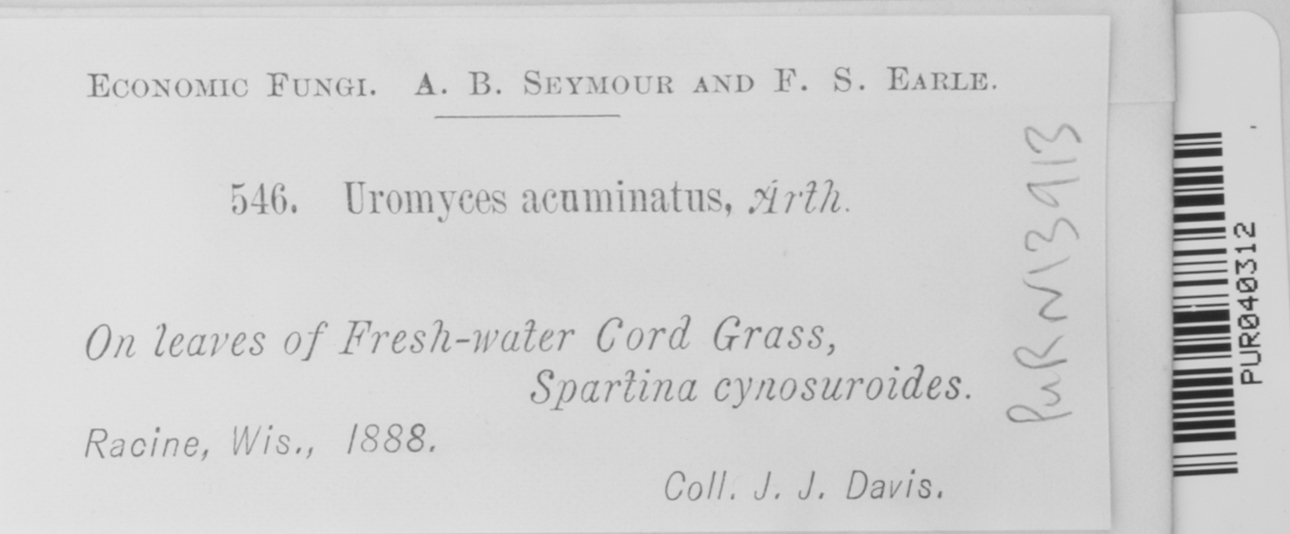 Economic Fungi. A. B. Seymour and F. S. Earle.
546. Uromyces acuminatus, Arth.
On leaves of Fresh-water Cord Grass,
Spartina cynosuroides.
Racine, Wis., 1888.
Coll. J. J. Davis.
PUR N13913
PUR040312